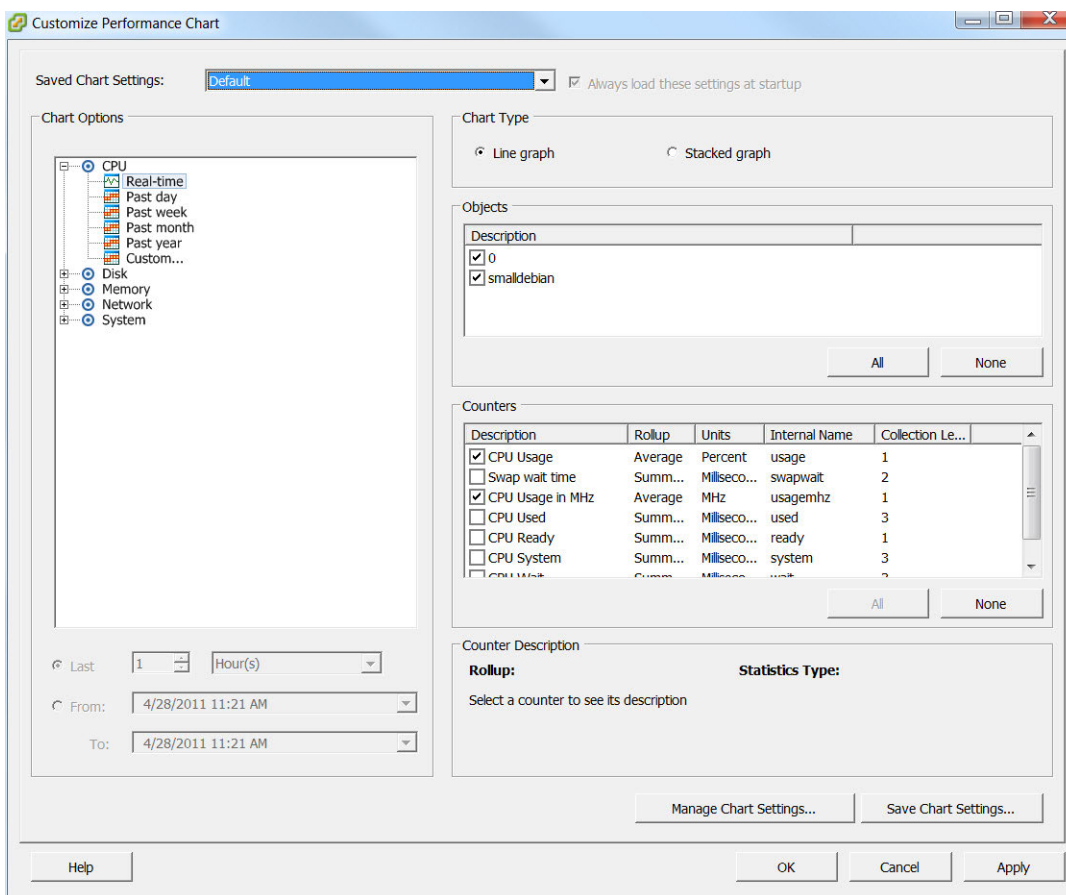 Customize Performance Chart
Saved Chart Settings: Default Always load these settings at startup
Chart Options
CPU
Real-time
Past day
Past week
Past month
Past year
Custom...
Disk
Memory
Network
System
Last 1 Hour(s)
From: 4/28/2011 11:21 AM
To: 4/28/2011 11:21 AM
Chart Type
Line graph Stacked graph
Objects
Description
0
smalldebian
All None
Counters
Description Rollup Units Internal Name Collection Le...
CPU Usage Average Percent usage 1
Swap wait time Summ... Milliseco... swapwait 2
CPU Usage in MHz Average MHz usagemhz 1
CPU Used Summ... Milliseco... used 3
CPU Ready Summ... Milliseco... ready 1
CPU System Summ... Milliseco... system 3
CPU Wait Summ... Milliseco... wait
All None
Counter Description
Rollup: Statistics Type:
Select a counter to see its description
Manage Chart Settings... Save Chart Settings...
Help OK Cancel Apply